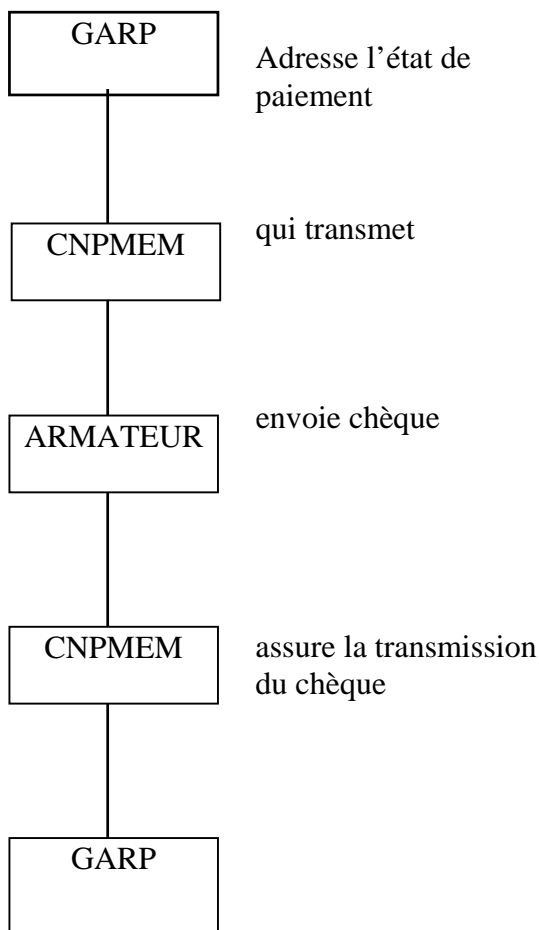 GARP
Adresse l’état de
paiement
CNPMEM
qui transmet
ARMATEUR
envoie chèque
CNPMEM
assure la transmission
du chèque
GARP